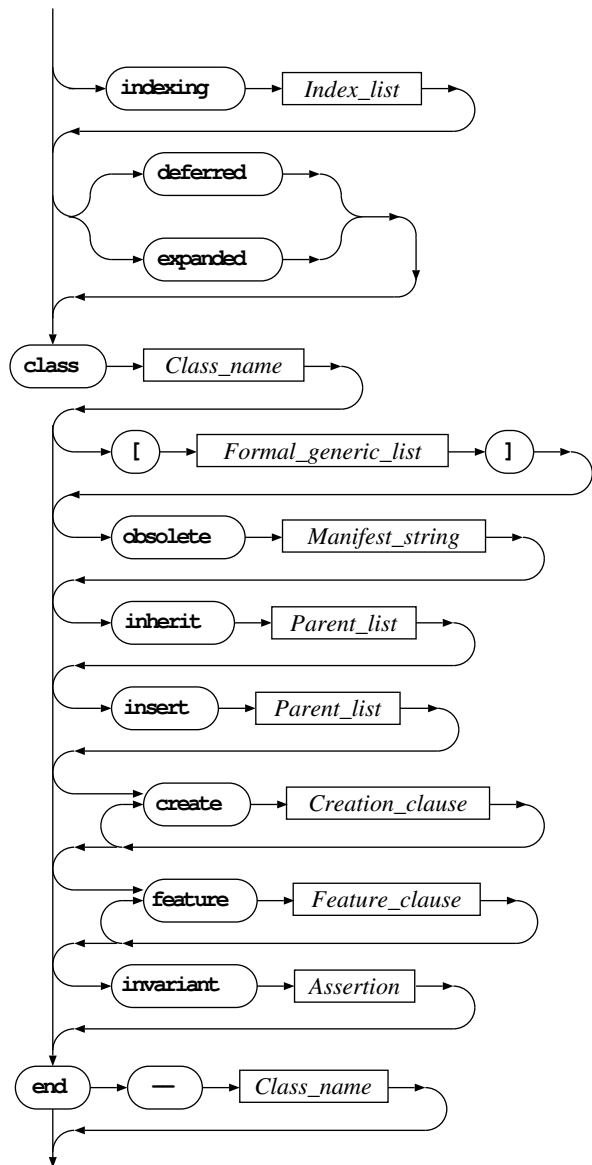 indexing Index_list
deferred
expanded
class Class_name
[ Formal_generic_list ]
obsolete Manifest_string
inherit Parent_list
insert Parent_list
create Creation_clause
feature Feature_clause
invariant Assertion
end -- Class_name